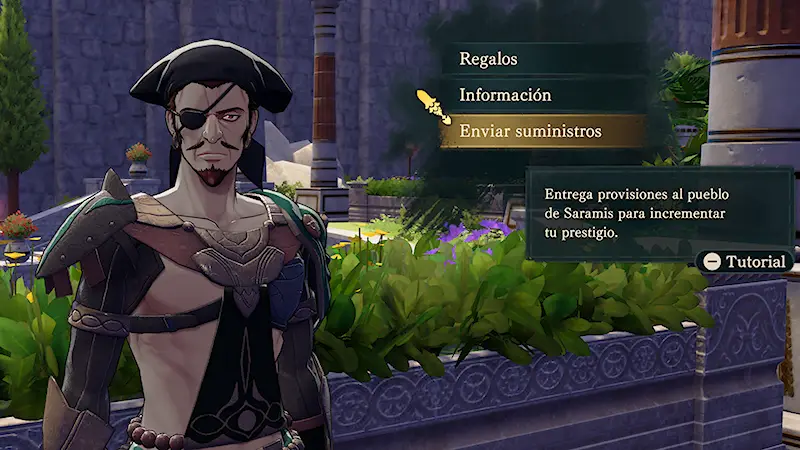 Regalos
Información
Enviar suministros
Entrega provisiones al pueblo
de Saramis para incrementar
tu prestigio.
Tutorial